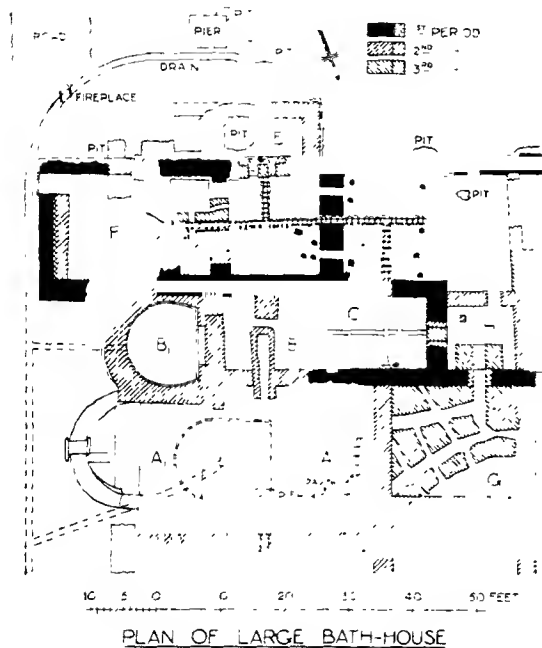 PIER
PIT
1ST PERIOD
2ND "
3RD "
DRAIN
FIREPLACE
PIT
PIT
E
PIT
PIT
F
C
B1
B
A1
A
G
10 5 0 10 20 30 40 50 FEET
PLAN OF LARGE BATH-HOUSE